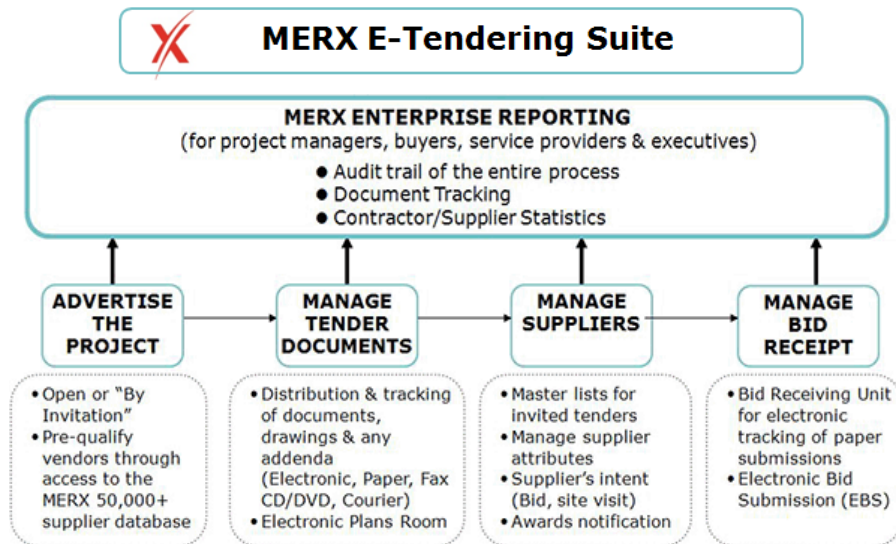 MERX E-Tendering Suite
MERX ENTERPRISE REPORTING
(for project managers, buyers, service providers & executives)
● Audit trail of the entire process
● Document Tracking
● Contractor/Supplier Statistics
ADVERTISE
THE
PROJECT
MANAGE
TENDER
DOCUMENTS
MANAGE
SUPPLIERS
MANAGE
BID
RECEIPT
• Open or “By
Invitation”
• Pre-qualify
vendors through
access to the
MERX 50,000+
supplier database
• Distribution & tracking
of documents,
drawings & any
addenda
(Electronic, Paper, Fax
CD/DVD, Courier)
• Electronic Plans Room
• Master lists for
invited tenders
• Manage supplier
attributes
• Supplier’s intent
(Bid, site visit)
• Awards notification
• Bid Receiving Unit
for electronic
tracking of paper
submissions
• Electronic Bid
Submission (EBS)